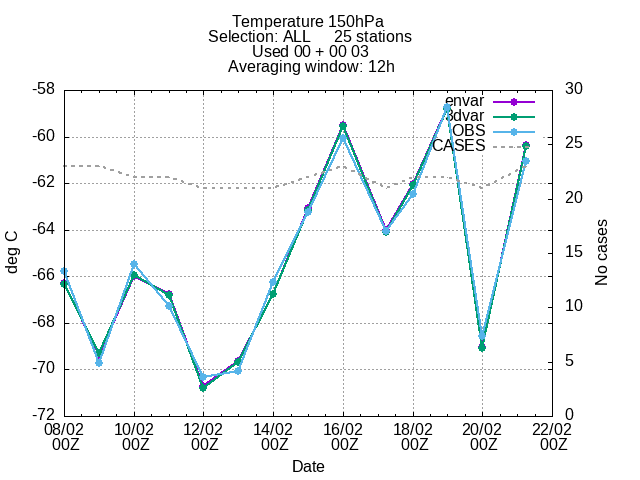 Temperature 150hPa
Selection: ALL 25 stations
Used 00 + 00 03
Averaging window: 12h
-58
-60
-62
-64
-66
-68
-70
-72
deg C
30
25
20
15
10
5
0
No cases
envar
3dvar
OBS
CASES
08/02 10/02 12/02 14/02 16/02 18/02 20/02 22/02
00Z 00Z 00Z 00Z 00Z 00Z 00Z 00Z
Date